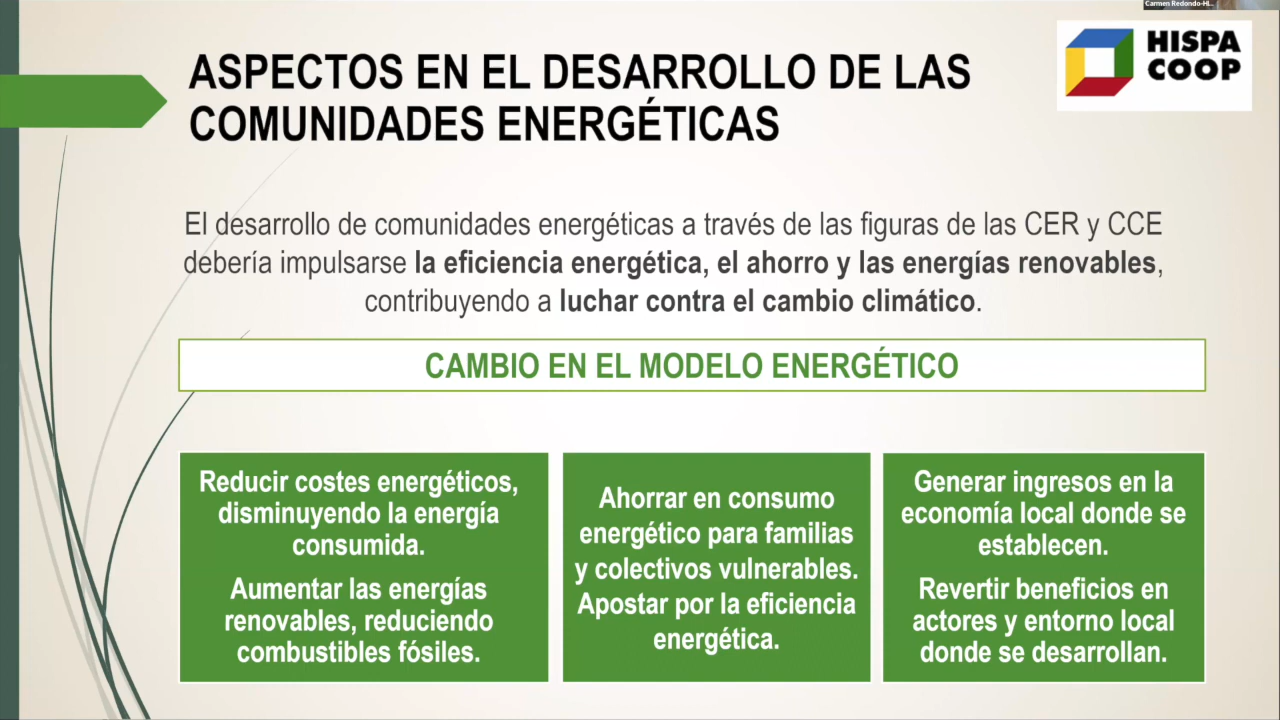 Carmen Redondo-HI...
HISPA
COOP
ASPECTOS EN EL DESARROLLO DE LAS
COMUNIDADES ENERGÉTICAS
El desarrollo de comunidades energéticas a través de las figuras de las CER y CCE
debería impulsarse la eficiencia energética, el ahorro y las energías renovables,
contribuyendo a luchar contra el cambio climático.
CAMBIO EN EL MODELO ENERGÉTICO
Reducir costes energéticos,
disminuyendo la energía
consumida.
Aumentar las energías
renovables, reduciendo
combustibles fósiles.
Ahorrar en consumo
energético para familias
y colectivos vulnerables.
Apostar por la eficiencia
energética.
Generar ingresos en la
economía local donde se
establecen.
Revertir beneficios en
actores y entorno local
donde se desarrollan.